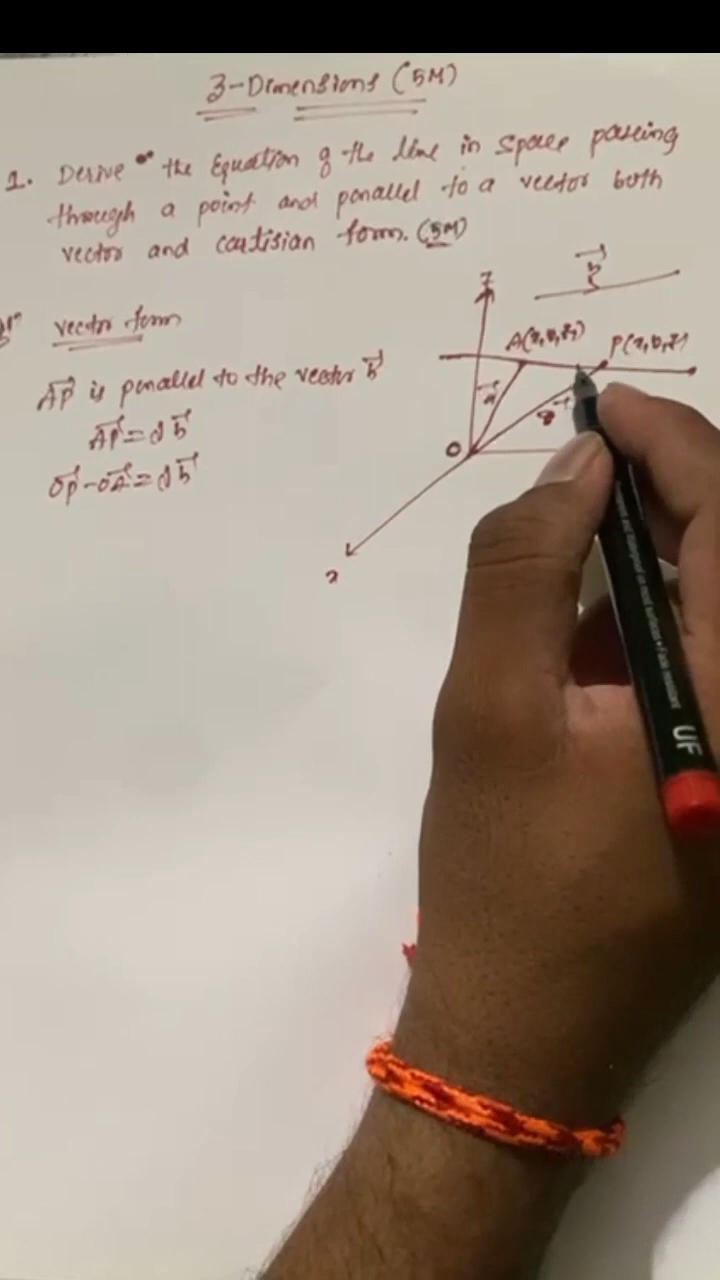 3-Dimensions (5M)
1. Derive the Equation of the line in space passing
through a point and parallel to a vector both
vector and cartisian form. (5M)
vector form
AP is parallel to the vector b
AP = λb
OP - OA = λb
Z
b
A(x₁,y₁,z₁)
P(x,y,z)
a
r
O
x
UF